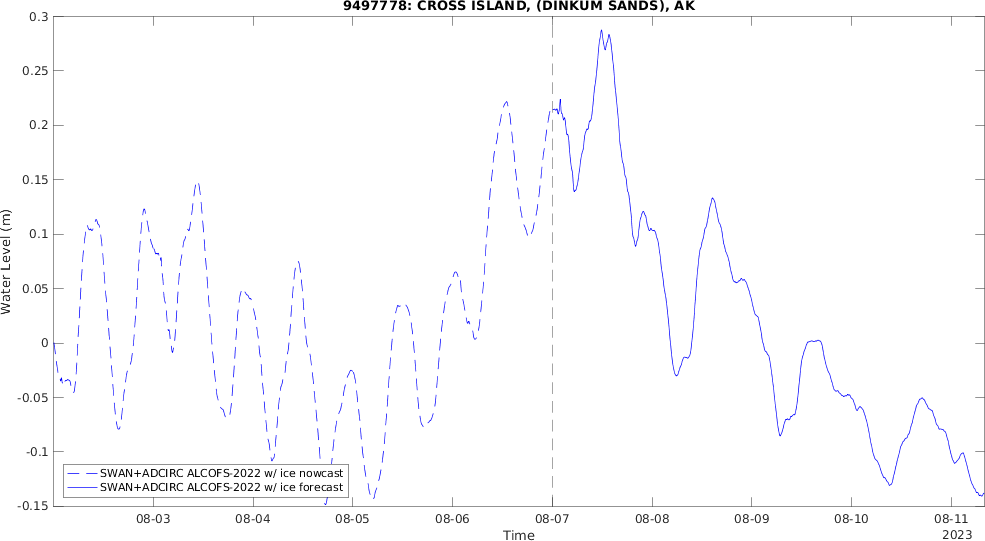 9497778: CROSS ISLAND, (DINKUM SANDS), AK
0.3
0.25
0.2
0.15
0.1
0.05
0
-0.05
-0.1
-0.15
Water Level (m)
SWAN+ADCIRC ALCOFS-2022 w/ ice nowcast
SWAN+ADCIRC ALCOFS-2022 w/ ice forecast
08-03 08-04 08-05 08-06 08-07 08-08 08-09 08-10 08-11
Time
2023